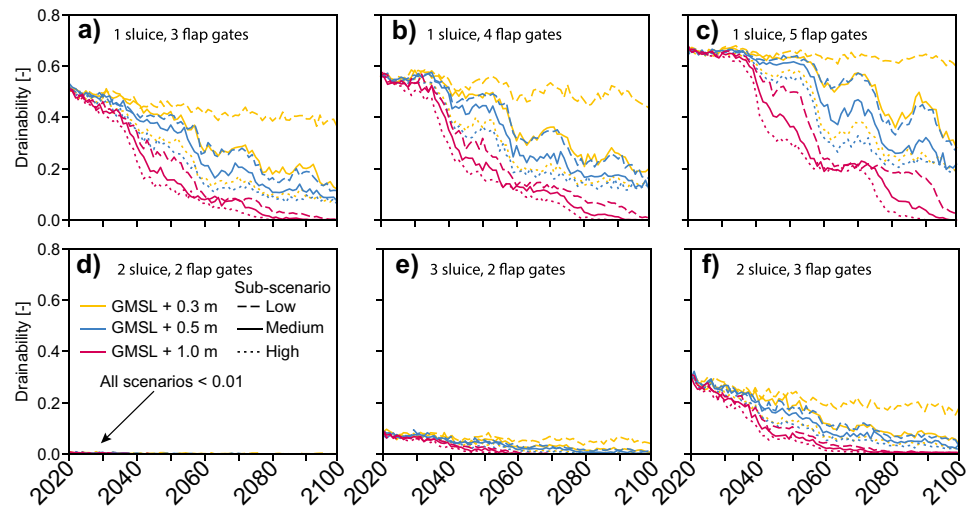 a) 1 sluice, 3 flap gates
b) 1 sluice, 4 flap gates
c) 1 sluice, 5 flap gates
Drainability [-]
0.8
0.6
0.4
0.2
0.0
d) 2 sluice, 2 flap gates
e) 3 sluice, 2 flap gates
f) 2 sluice, 3 flap gates
Drainability [-]
0.8
0.6
0.4
0.2
0.0
Sub-scenario
GMSL + 0.3 m Low
GMSL + 0.5 m Medium
GMSL + 1.0 m High
All scenarios < 0.01
2020 2040 2060 2080 2100
2020 2040 2060 2080 2100
2020 2040 2060 2080 2100